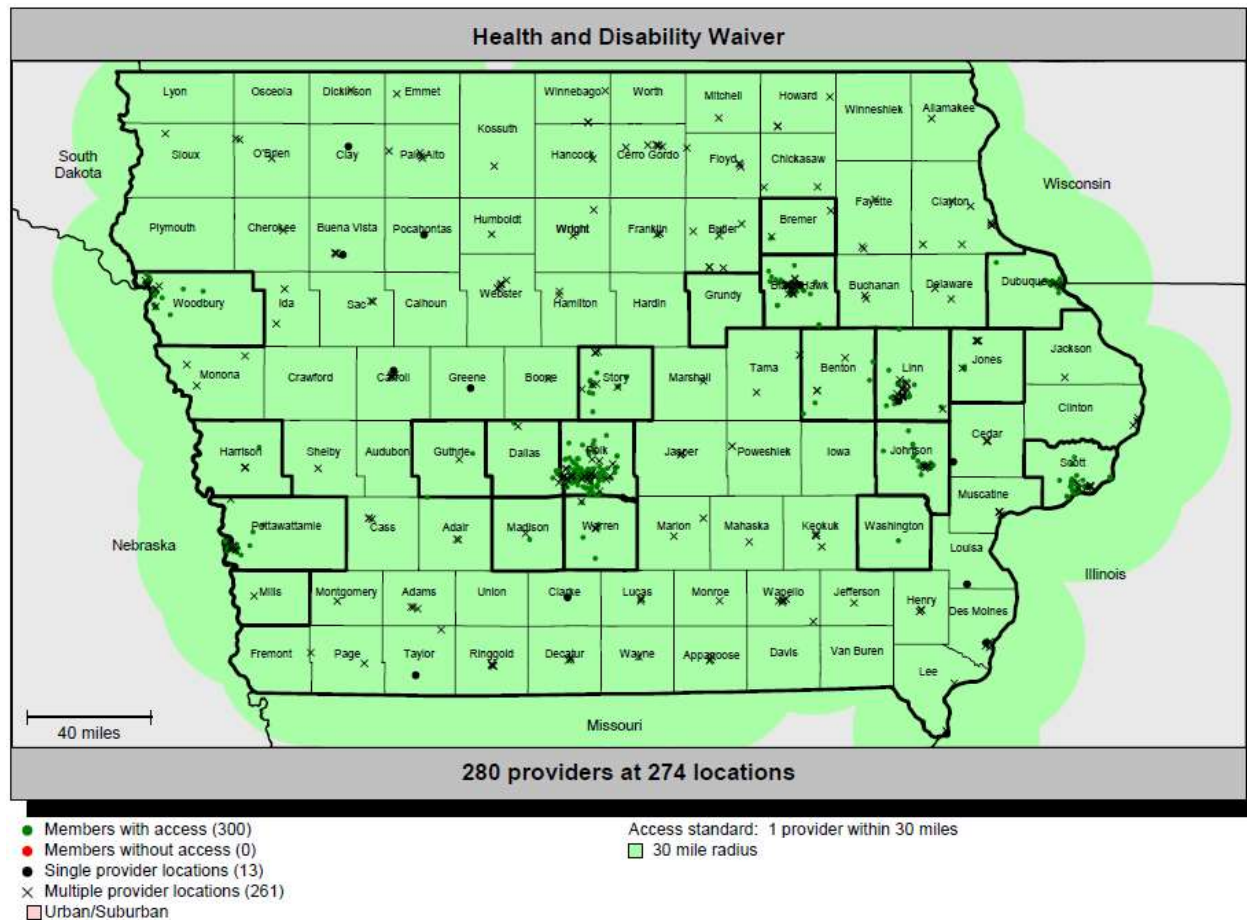 Health and Disability Waiver
Lyon Osceola Dickinson Emmet Winnebago Worth Mitchell Howard Winneshiek Allamakee
Kossuth
South Dakota
Sioux O'Brien Clay Palo Alto Hancock Cerro Gordo Floyd Chickasaw
Wisconsin
Plymouth Cherokee Buena Vista Pocahontas Humboldt Wright Franklin Butler Bremer Fayette Clayton
Woodbury Ida Sac Calhoun Webster Hamilton Hardin Grundy Black Hawk Buchanan Delaware Dubuque
Monona Crawford Carroll Greene Boone Story Marshall Tama Benton Linn Jones Jackson
Clinton
Harrison Shelby Audubon Guthrie Dallas Polk Jasper Poweshiek Iowa Johnson Cedar Scott
Muscatine
Nebraska
Pottawattamie Cass Adair Madison Warren Marion Mahaska Keokuk Washington Louisa
Illinois
Mills Montgomery Adams Union Clarke Lucas Monroe Wapello Jefferson Henry Des Moines
Fremont Page Taylor Ringgold Decatur Wayne Appanoose Davis Van Buren Lee
40 miles
Missouri
280 providers at 274 locations
Members with access (300)
Members without access (0)
Single provider locations (13)
Multiple provider locations (261)
Urban/Suburban
Access standard: 1 provider within 30 miles
30 mile radius